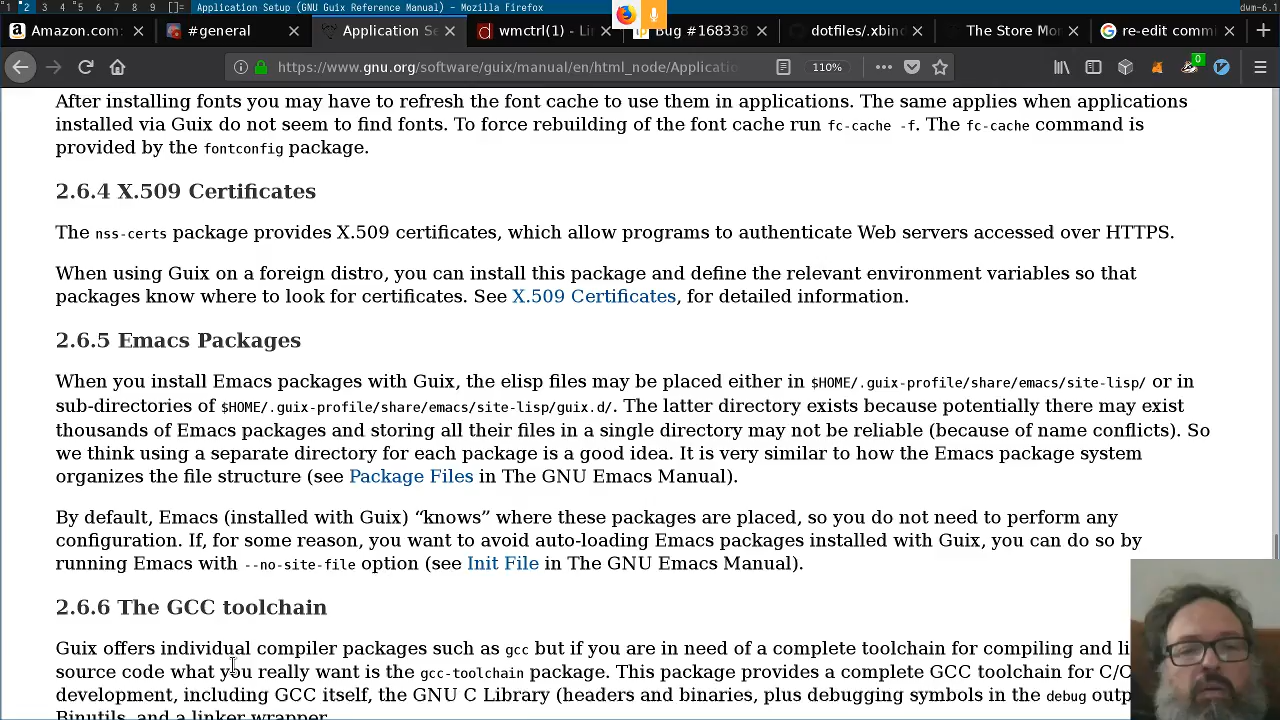 1 2 3 4 5 6 7 8 9 []= Application Setup (GNU Guix Reference Manual) - Mozilla Firefox dwm-6.1
Amazon.com: #general Application Se wmctrl(1) - Li Bug #168338 dotfiles/.xbin The Store Mo re-edit comm
https://www.gnu.org/software/guix/manual/en/html_node/Applicatio 110% 0
After installing fonts you may have to refresh the font cache to use them in applications. The same applies when applications
installed via Guix do not seem to find fonts. To force rebuilding of the font cache run fc-cache -f. The fc-cache command is
provided by the fontconfig package.
2.6.4 X.509 Certificates
The nss-certs package provides X.509 certificates, which allow programs to authenticate Web servers accessed over HTTPS.
When using Guix on a foreign distro, you can install this package and define the relevant environment variables so that
packages know where to look for certificates. See X.509 Certificates, for detailed information.
2.6.5 Emacs Packages
When you install Emacs packages with Guix, the elisp files may be placed either in $HOME/.guix-profile/share/emacs/site-lisp/ or in
sub-directories of $HOME/.guix-profile/share/emacs/site-lisp/guix.d/. The latter directory exists because potentially there may exist
thousands of Emacs packages and storing all their files in a single directory may not be reliable (because of name conflicts). So
we think using a separate directory for each package is a good idea. It is very similar to how the Emacs package system
organizes the file structure (see Package Files in The GNU Emacs Manual).
By default, Emacs (installed with Guix) “knows” where these packages are placed, so you do not need to perform any
configuration. If, for some reason, you want to avoid auto-loading Emacs packages installed with Guix, you can do so by
running Emacs with --no-site-file option (see Init File in The GNU Emacs Manual).
2.6.6 The GCC toolchain
Guix offers individual compiler packages such as gcc but if you are in need of a complete toolchain for compiling and li
source code what you really want is the gcc-toolchain package. This package provides a complete GCC toolchain for C/C
development, including GCC itself, the GNU C Library (headers and binaries, plus debugging symbols in the debug outp
Binutils, and a linker wrapper.